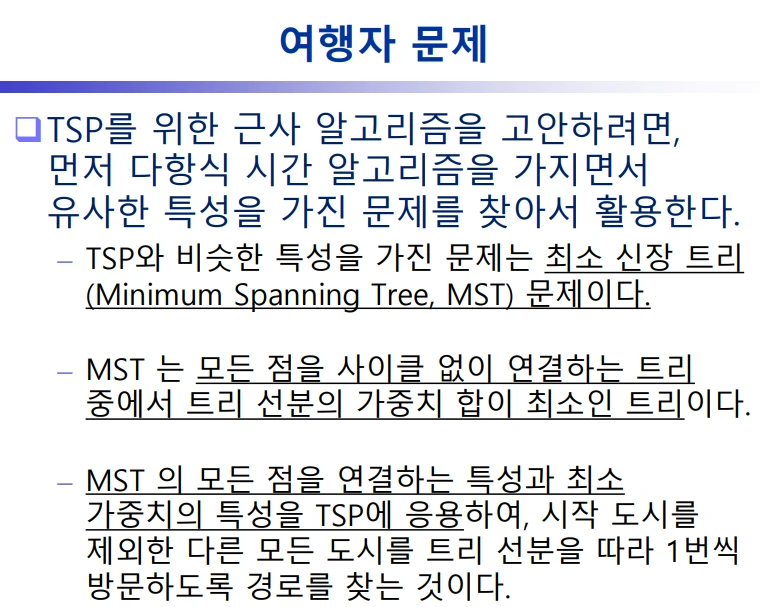 여행자 문제
❑TSP를 위한 근사 알고리즘을 고안하려면,
먼저 다항식 시간 알고리즘을 가지면서
유사한 특성을 가진 문제를 찾아서 활용한다.
– TSP와 비슷한 특성을 가진 문제는 최소 신장 트리
(Minimum Spanning Tree, MST) 문제이다.
– MST 는 모든 점을 사이클 없이 연결하는 트리
중에서 트리 선분의 가중치 합이 최소인 트리이다.
– MST 의 모든 점을 연결하는 특성과 최소
가중치의 특성을 TSP에 응용하여, 시작 도시를
제외한 다른 모든 도시를 트리 선분을 따라 1번씩
방문하도록 경로를 찾는 것이다.